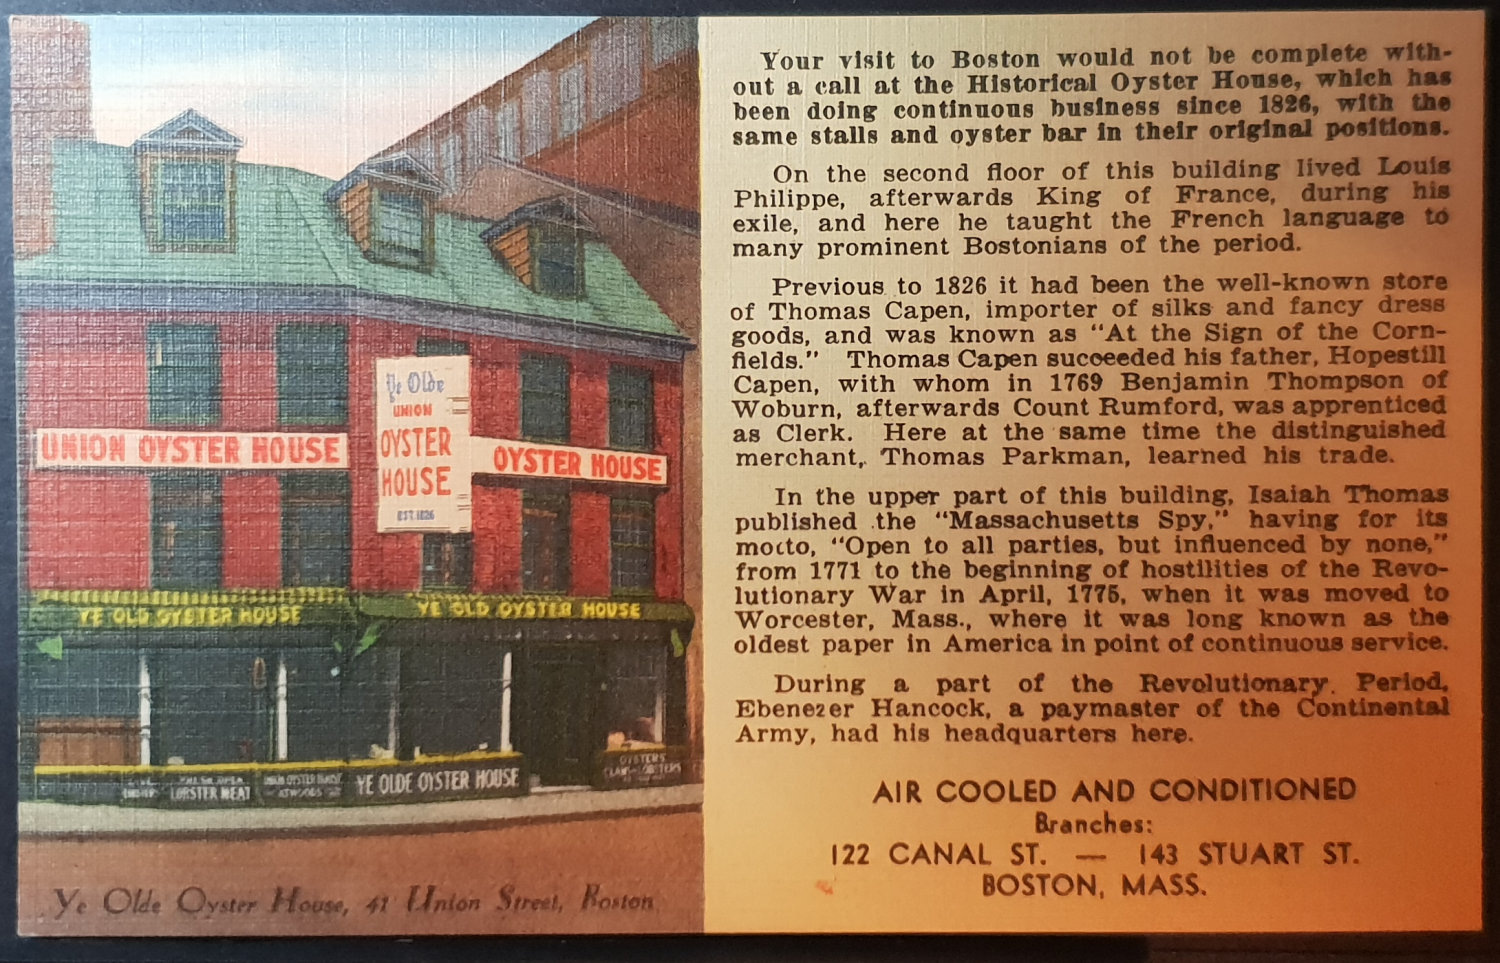 Ye Olde
UNION
OYSTER
HOUSE
EST. 1826
UNION OYSTER HOUSE
OYSTER HOUSE
YE OLD OYSTER HOUSE
YE OLD OYSTER HOUSE
LOBSTER MEAT
YE OLDE OYSTER HOUSE
OYSTERS
CLAMS LOBSTERS
Ye Olde Oyster House, 41 Union Street, Boston
Your visit to Boston would not be complete with-
out a call at the Historical Oyster House, which has
been doing continuous business since 1826, with the
same stalls and oyster bar in their original positions.
On the second floor of this building lived Louis
Philippe, afterwards King of France, during his
exile, and here he taught the French language to
many prominent Bostonians of the period.
Previous to 1826 it had been the well-known store
of Thomas Capen, importer of silks and fancy dress
goods, and was known as "At the Sign of the Corn-
fields." Thomas Capen succeeded his father, Hopestill
Capen, with whom in 1769 Benjamin Thompson of
Woburn, afterwards Count Rumford, was apprenticed
as Clerk. Here at the same time the distinguished
merchant, Thomas Parkman, learned his trade.
In the upper part of this building, Isaiah Thomas
published the "Massachusetts Spy," having for its
motto, "Open to all parties, but influenced by none,"
from 1771 to the beginning of hostilities of the Revo-
lutionary War in April, 1775, when it was moved to
Worcester, Mass., where it was long known as the
oldest paper in America in point of continuous service.
During a part of the Revolutionary Period,
Ebenezer Hancock, a paymaster of the Continental
Army, had his headquarters here.
AIR COOLED AND CONDITIONED
Branches:
122 CANAL ST. — 143 STUART ST.
BOSTON, MASS.